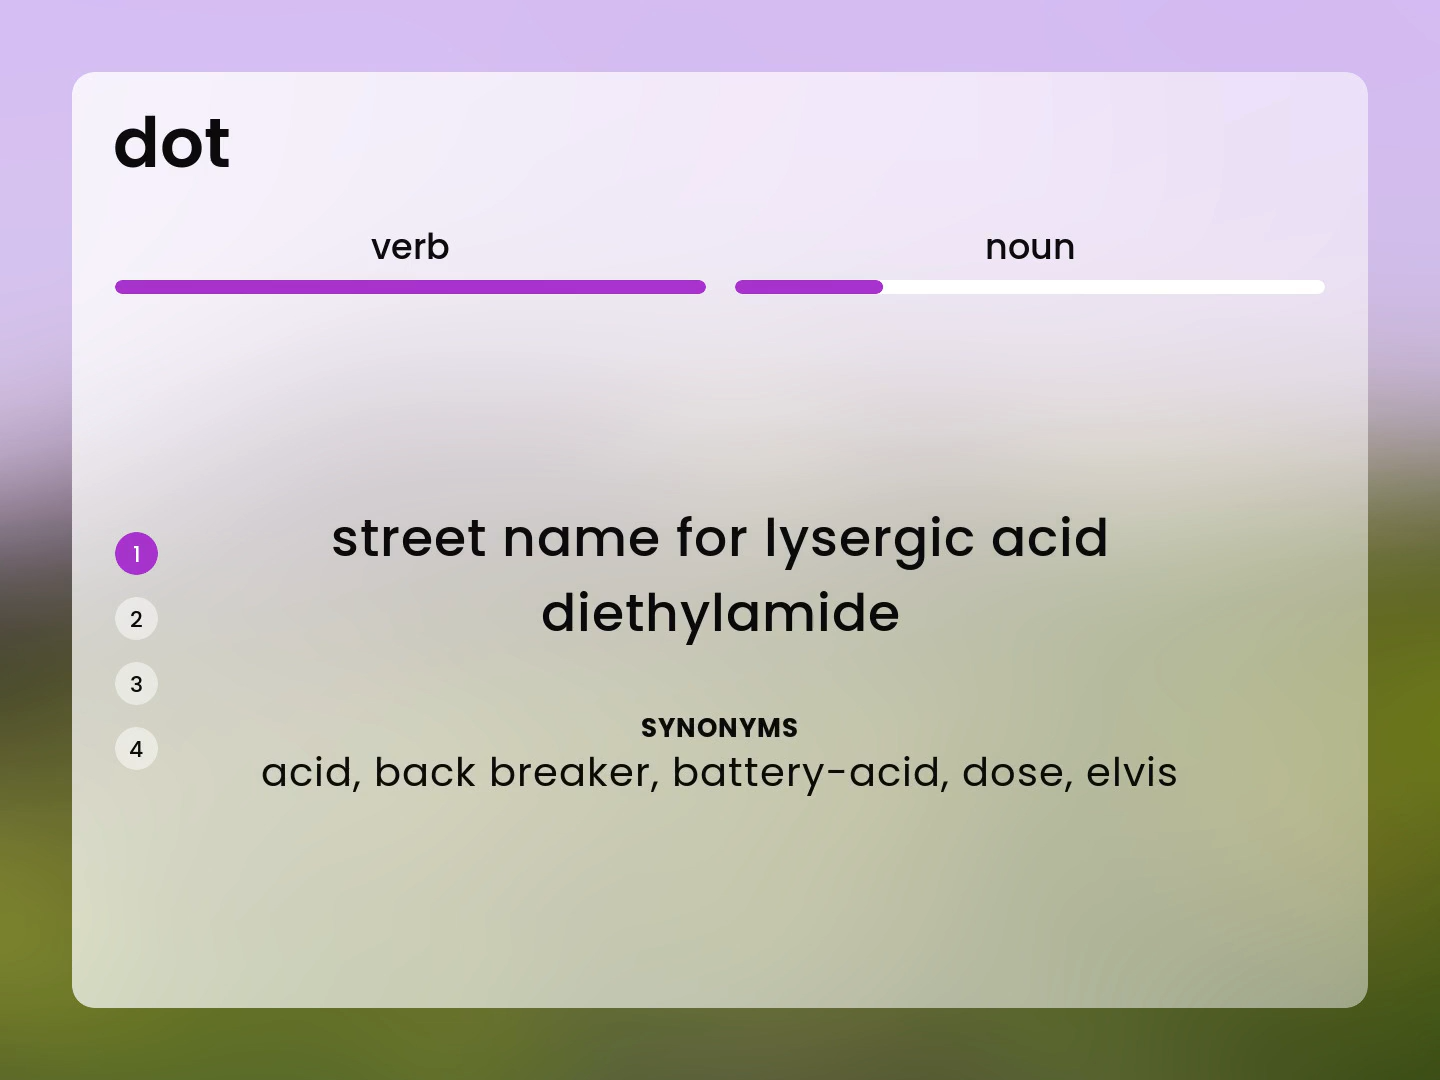 dot
verb
noun
street name for lysergic acid
diethylamide
1
2
3
4
SYNONYMS
acid, back breaker, battery-acid, dose, elvis